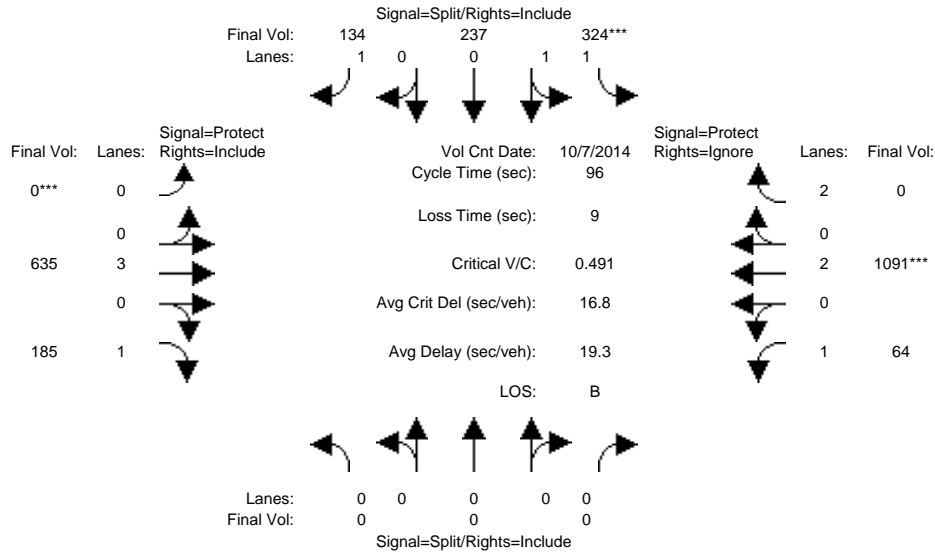 Signal=Split/Rights=Include
Final Vol: 134 237 324***
Lanes: 1 0 0 1 1
Signal=Protect Signal=Protect
Final Vol: Lanes: Rights=Include Vol Cnt Date: 10/7/2014 Rights=Ignore Lanes: Final Vol:
Cycle Time (sec): 96
0*** 0 2 0
Loss Time (sec): 9
0 0
635 3 Critical V/C: 0.491 2 1091***
0 Avg Crit Del (sec/veh): 16.8 0
185 1 Avg Delay (sec/veh): 19.3 1 64
LOS: B
Lanes: 0 0 0 0 0
Final Vol: 0 0 0
Signal=Split/Rights=Include